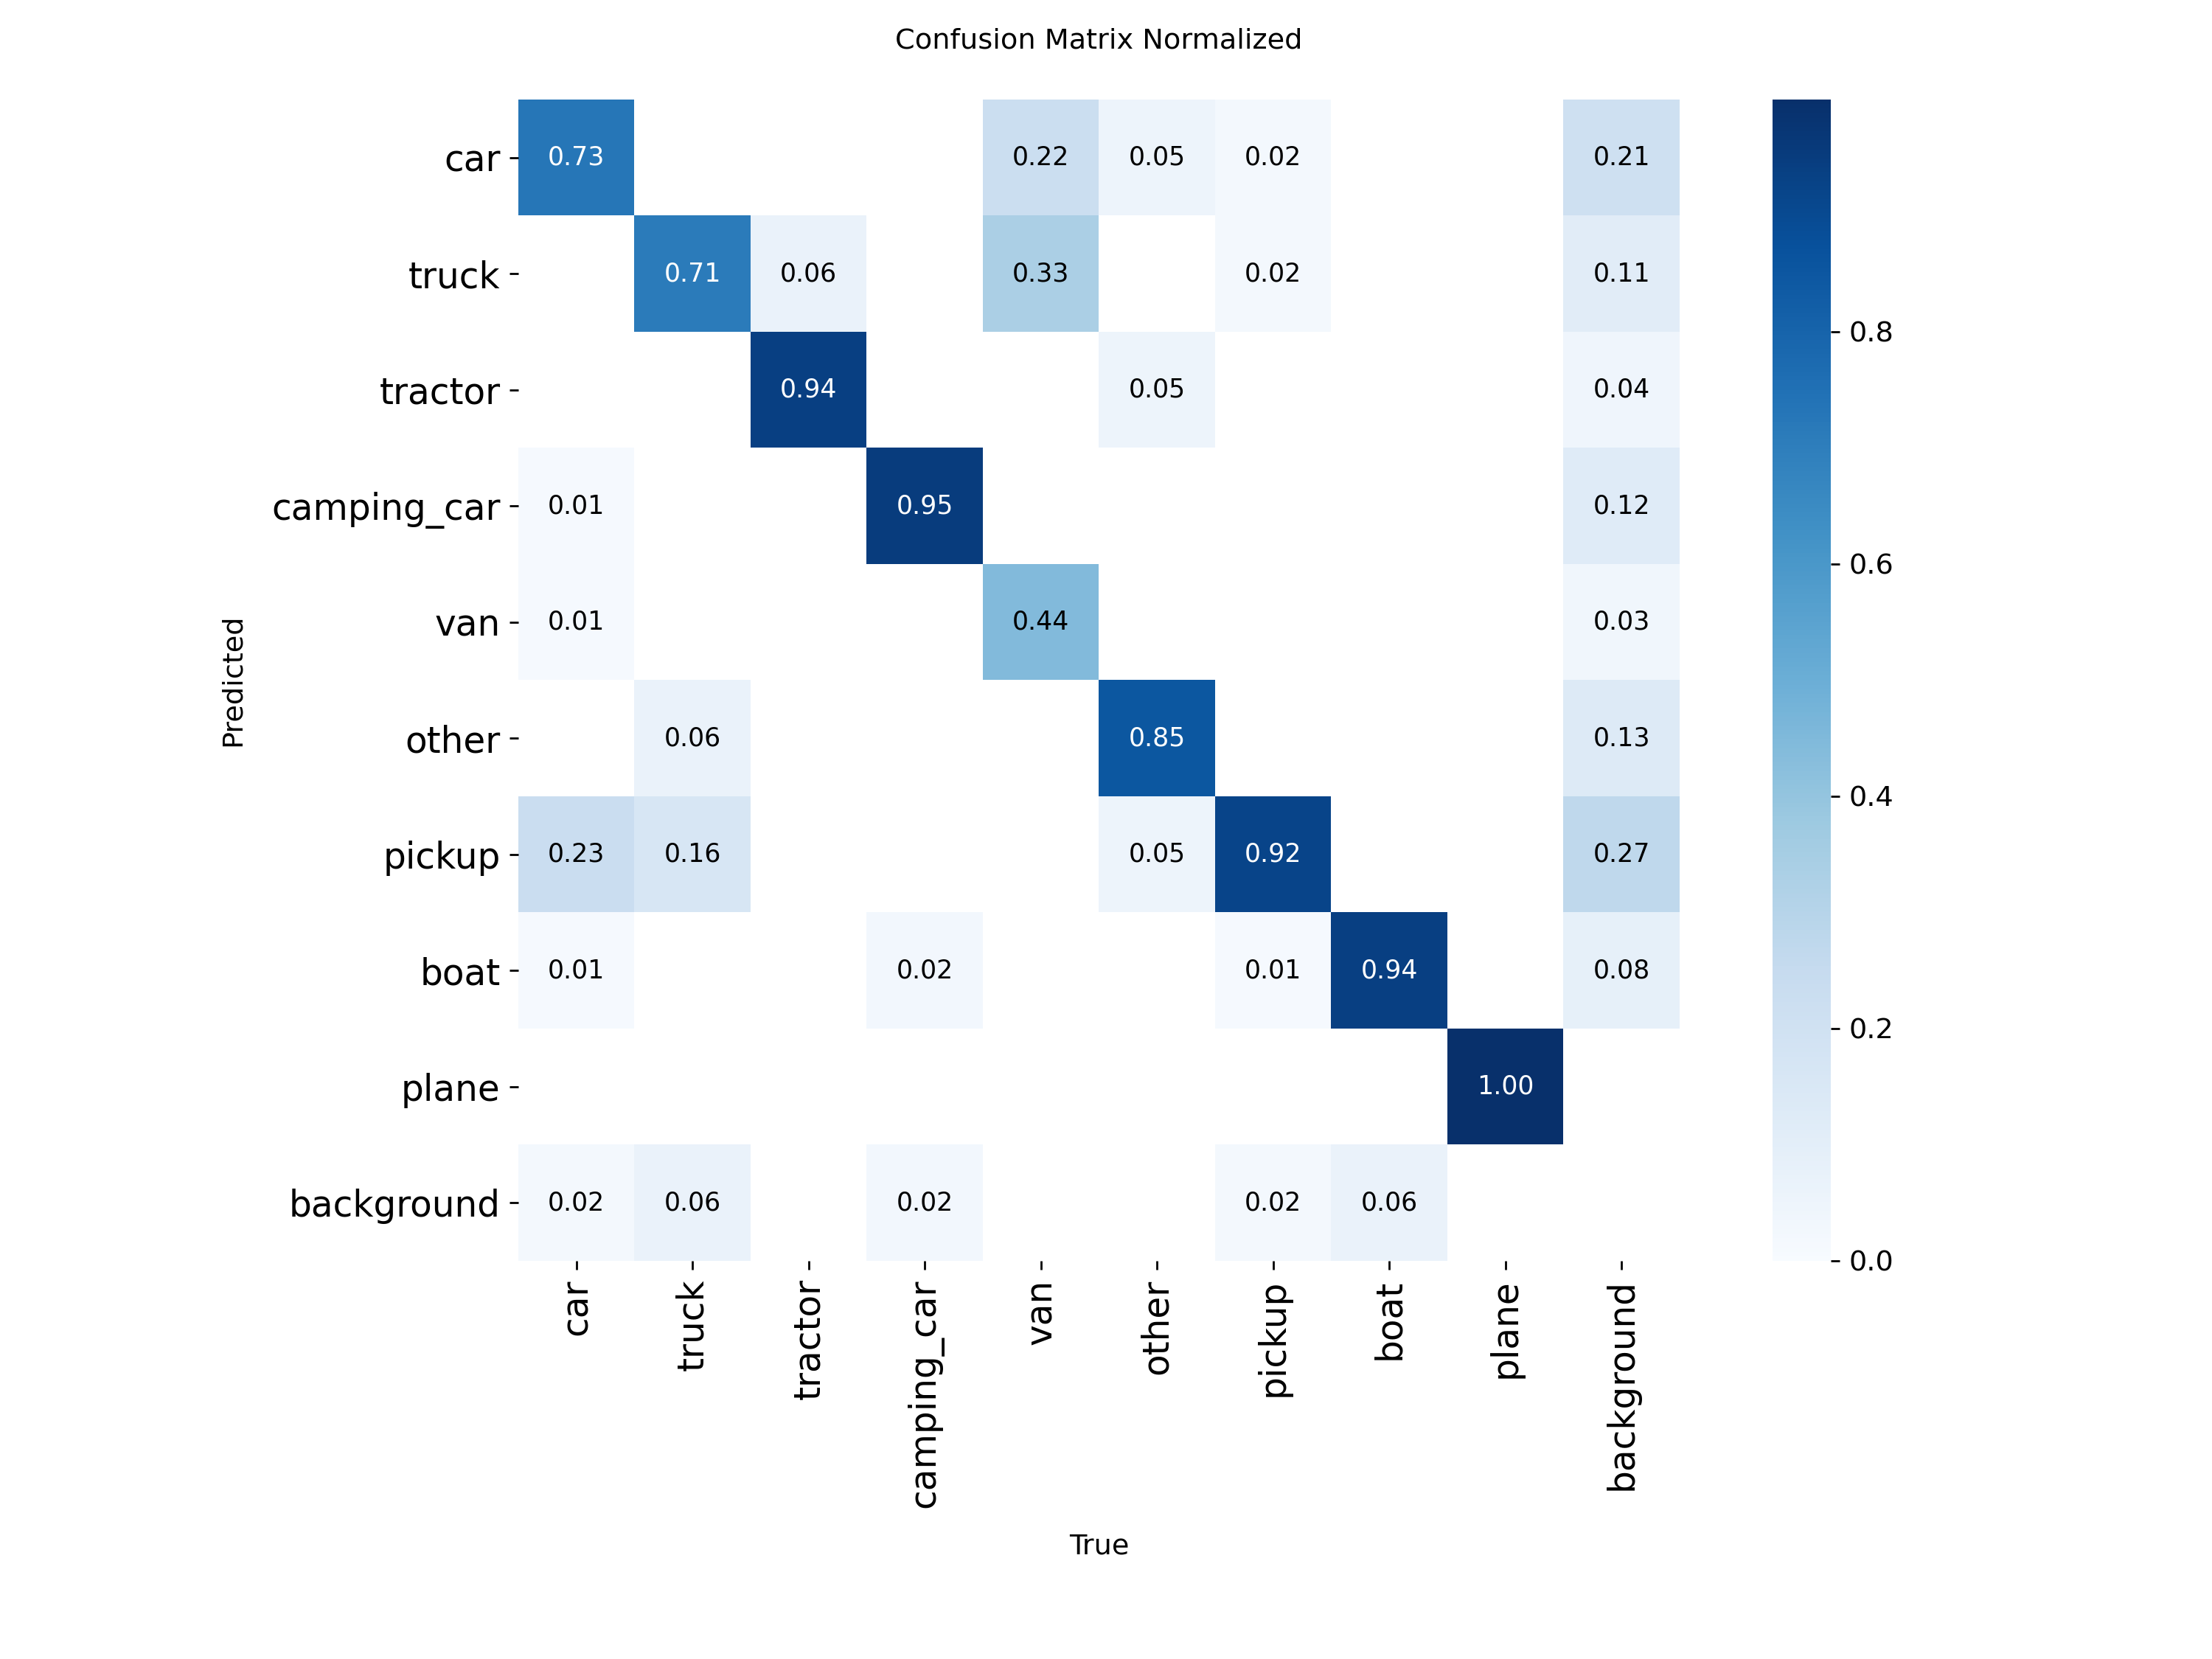 Confusion Matrix Normalized
car 0.73 0.22 0.05 0.02 0.21
truck 0.71 0.06 0.33 0.02 0.11
0.8
tractor 0.94 0.05 0.04
camping_car 0.01 0.95 0.12
0.6
van 0.01 0.44 0.03
Predicted
other 0.06 0.85 0.13
0.4
pickup 0.23 0.16 0.05 0.92 0.27
boat 0.01 0.02 0.01 0.94 0.08
0.2
plane 1.00
background 0.02 0.06 0.02 0.02 0.06
0.0
car truck tractor camping_car van other pickup boat plane background
True